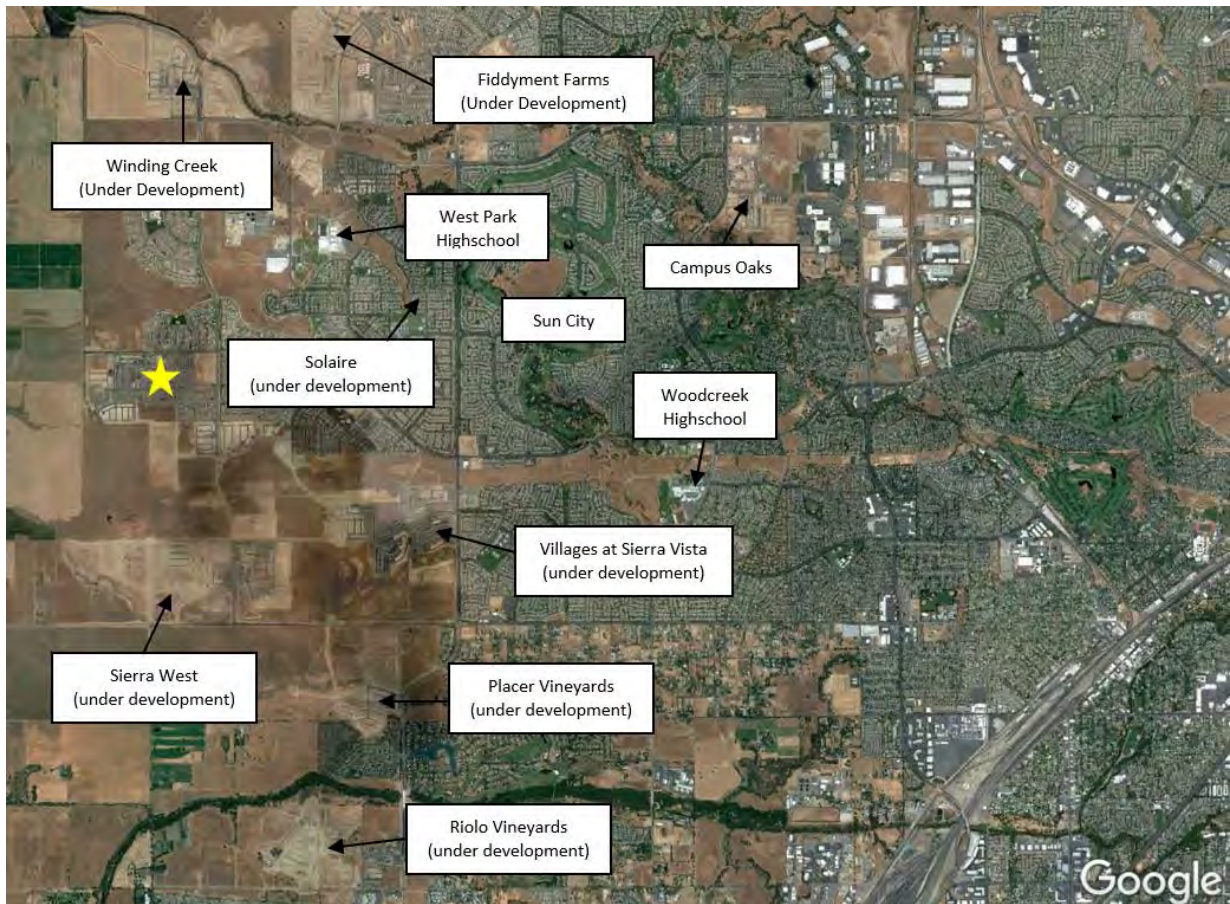 Fiddyment Farms
(Under Development)
Winding Creek
(Under Development)
West Park
Highschool
Campus Oaks
Sun City
Solaire
(under development)
Woodcreek
Highschool
Villages at Sierra Vista
(under development)
Sierra West
(under development)
Placer Vineyards
(under development)
Riolo Vineyards
(under development)
Google